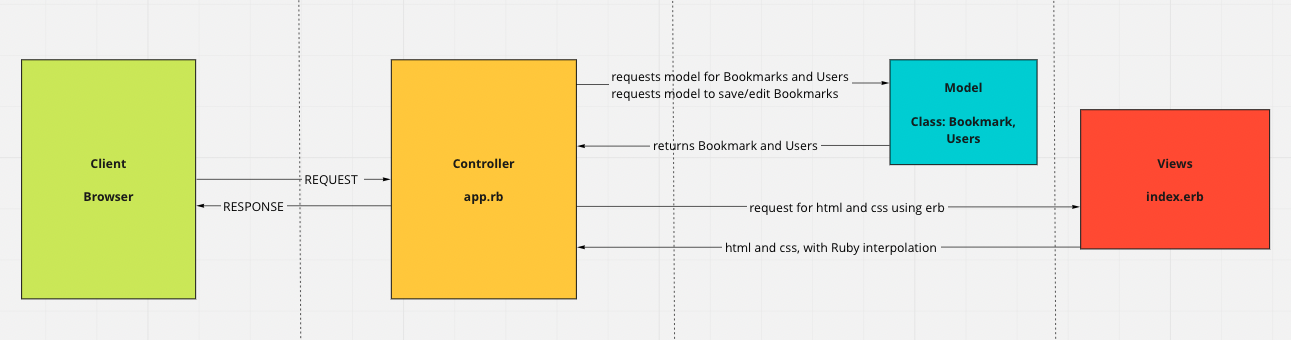 Client
Browser
REQUEST
RESPONSE
Controller
app.rb
requests model for Bookmarks and Users
requests model to save/edit Bookmarks
returns Bookmark and Users
Model
Class: Bookmark,
Users
request for html and css using erb
html and css, with Ruby interpolation
Views
index.erb